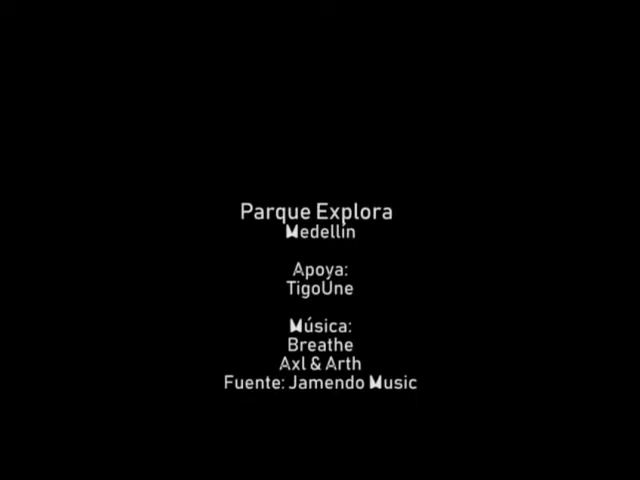 Parque Explora
Medellín
Apoya:
TigoUne
Música:
Breathe
Axl & Arth
Fuente: Jamendo Music